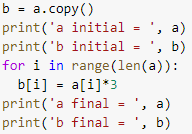 b = a.copy()
print('a initial = ', a)
print('b initial = ', b)
for i in range(len(a)):
  b[i] = a[i]*3
print('a final = ', a)
print('b final = ', b)